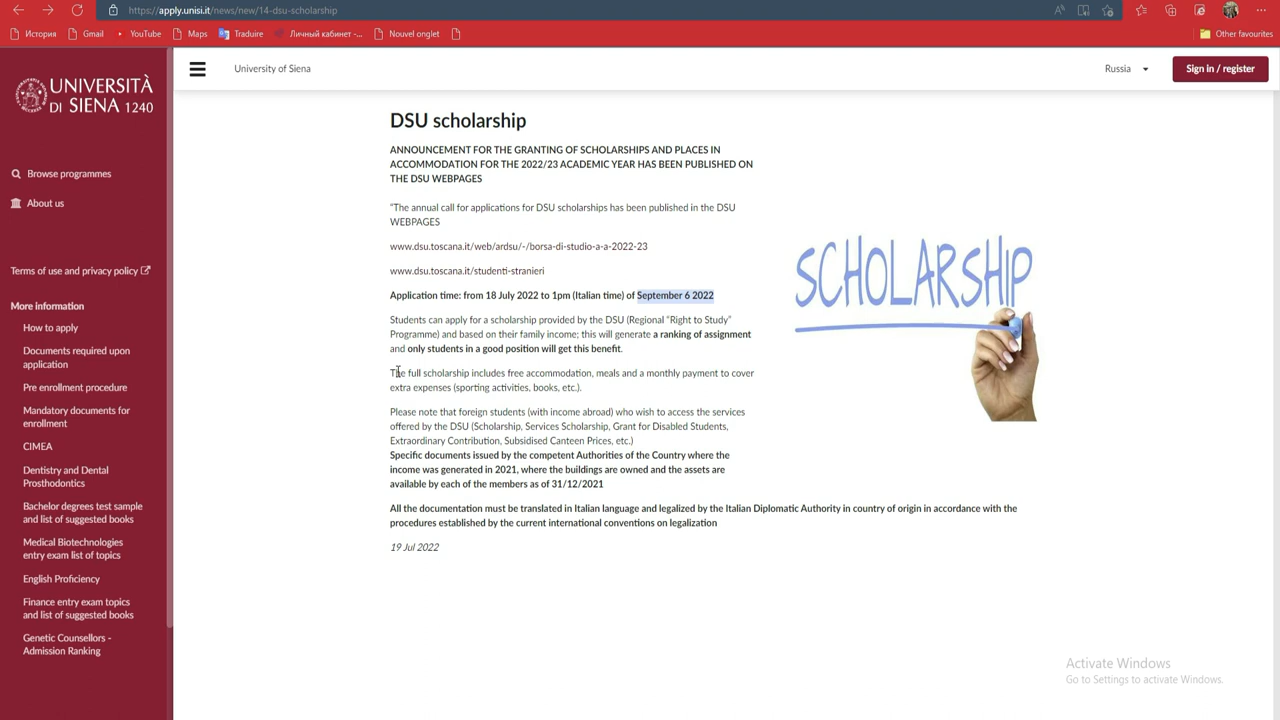 https://apply.unisi.it/news/new/14-dsu-scholarship
История
Gmail
YouTube
Maps
Traduire
Личный кабинет -...
Nouvel onglet
Other favourites
UNIVERSITÀ
DI SIENA 1240
University of Siena
Russia
Sign in / register
Browse programmes
About us
Terms of use and privacy policy
More information
How to apply
Documents required upon
application
Pre enrollment procedure
Mandatory documents for
enrollment
CIMEA
Dentistry and Dental
Prosthodontics
Bachelor degrees test sample
and list of suggested books
Medical Biotechnologies
entry exam list of topics
English Proficiency
Finance entry exam topics
and list of suggested books
Genetic Counsellors -
Admission Ranking
DSU scholarship
ANNOUNCEMENT FOR THE GRANTING OF SCHOLARSHIPS AND PLACES IN
ACCOMMODATION FOR THE 2022/23 ACADEMIC YEAR HAS BEEN PUBLISHED ON
THE DSU WEBPAGES
"The annual call for applications for DSU scholarships has been published in the DSU
WEBPAGES
www.dsu.toscana.it/web/ardsu/-/borsa-di-studio-a-a-2022-23
www.dsu.toscana.it/studenti-stranieri
Application time: from 18 July 2022 to 1pm (Italian time) of September 6 2022
Students can apply for a scholarship provided by the DSU (Regional "Right to Study"
Programme) and based on their family income; this will generate a ranking of assignment
and only students in a good position will get this benefit.
The full scholarship includes free accommodation, meals and a monthly payment to cover
extra expenses (sporting activities, books, etc.).
Please note that foreign students (with income abroad) who wish to access the services
offered by the DSU (Scholarship, Services Scholarship, Grant for Disabled Students,
Extraordinary Contribution, Subsidised Canteen Prices, etc.)
Specific documents issued by the competent Authorities of the Country where the
income was generated in 2021, where the buildings are owned and the assets are
available by each of the members as of 31/12/2021
All the documentation must be translated in Italian language and legalized by the Italian Diplomatic Authority in country of origin in accordance with the
procedures established by the current international conventions on legalization
19 Jul 2022
SCHOLARSHIP
Activate Windows
Go to Settings to activate Windows.